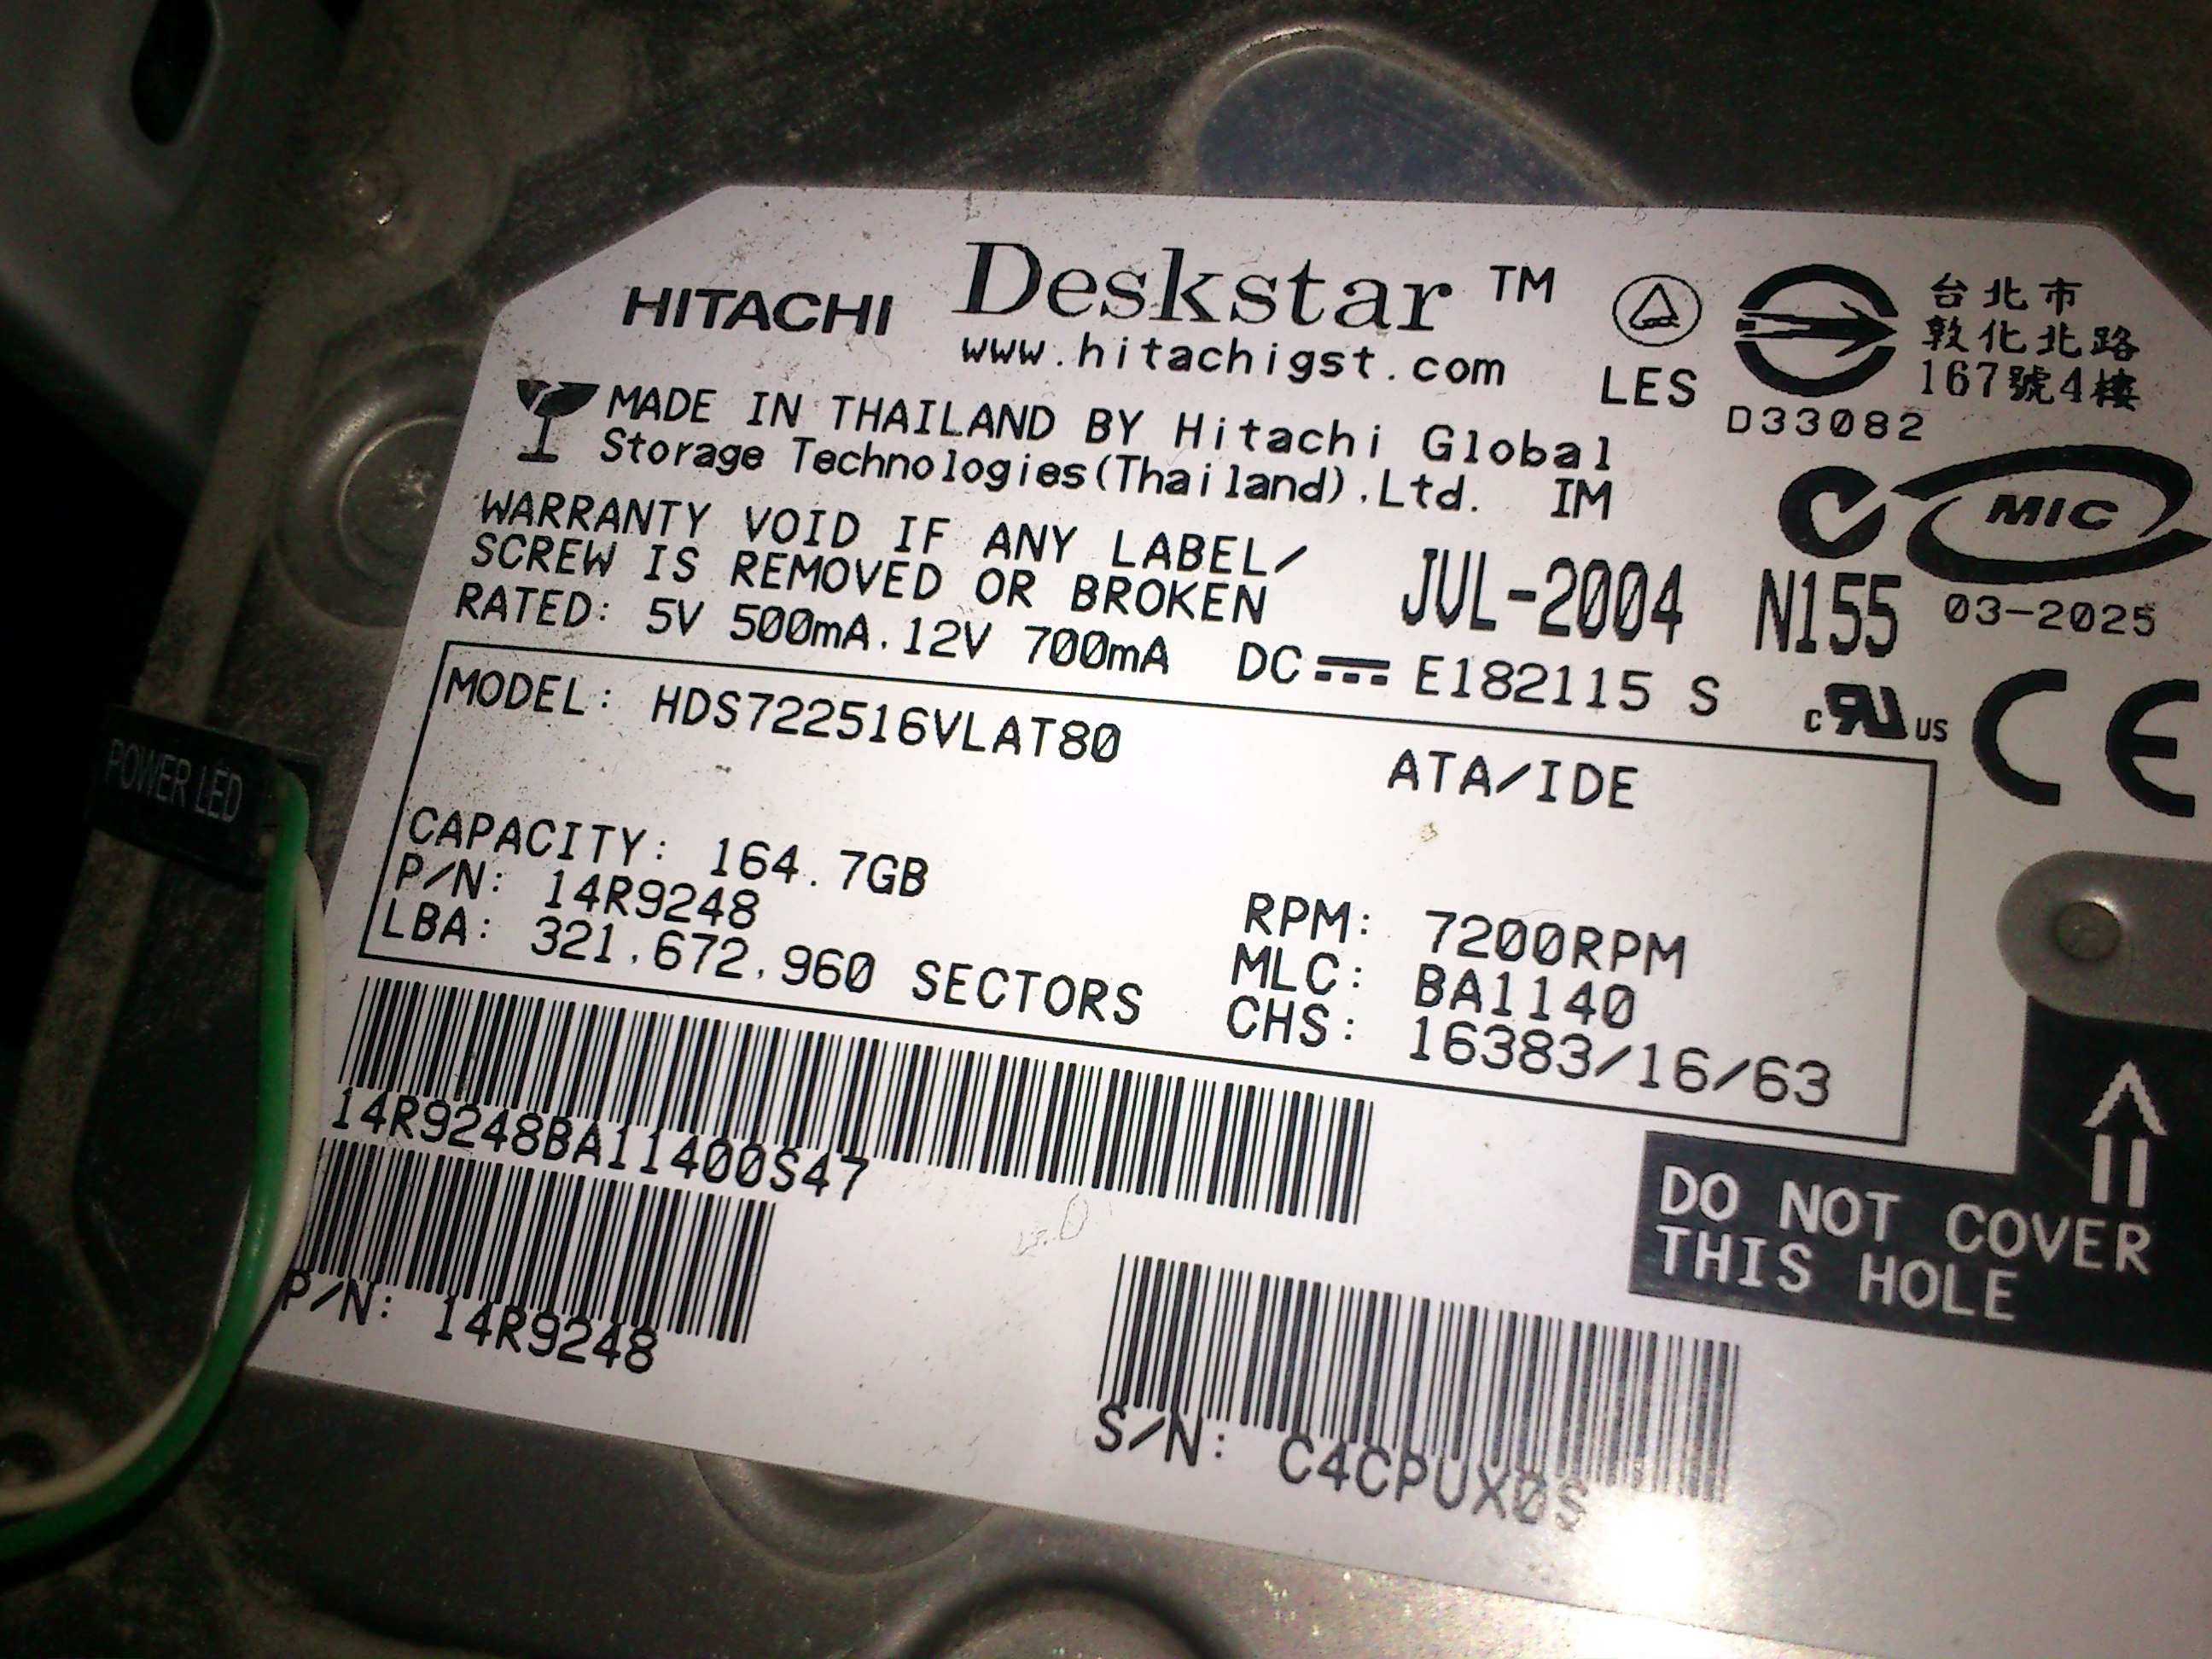 HITACHI Deskstar ™
www.hitachigst.com
LES
D33082
台北市
敦化北路
167號4樓
MADE IN THAILAND BY Hitachi Global
Storage Technologies(Thailand),Ltd. IM
MIC
WARRANTY VOID IF ANY LABEL/
SCREW IS REMOVED OR BROKEN
JUL-2004 N155 03-2025
RATED: 5V 500mA, 12V 700mA DC E182115 S
c RU US CE
MODEL: HDS722516VLAT80 ATA/IDE
POWER LED
CAPACITY: 164.7GB
P/N: 14R9248
LBA: 321,672,960 SECTORS
RPM: 7200RPM
MLC: BA1140
CHS: 16383/16/63
14R9248BA11400S47
DO NOT COVER
THIS HOLE
P/N: 14R9248
S/N: C4CPUX0S